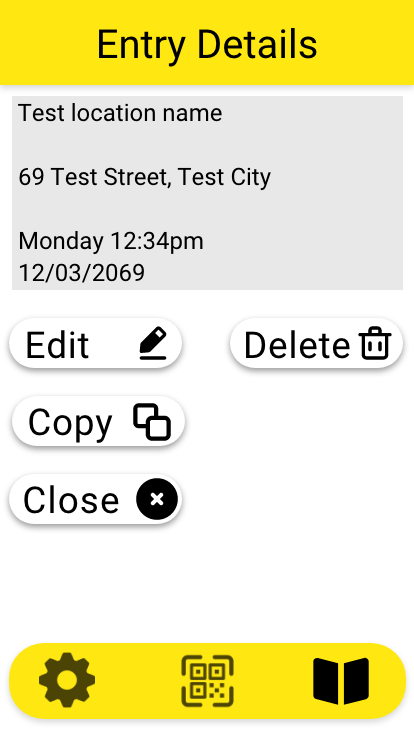 Entry Details
Test location name
69 Test Street, Test City
Monday 12:34pm
12/03/2069
Edit
Delete
Copy
Close